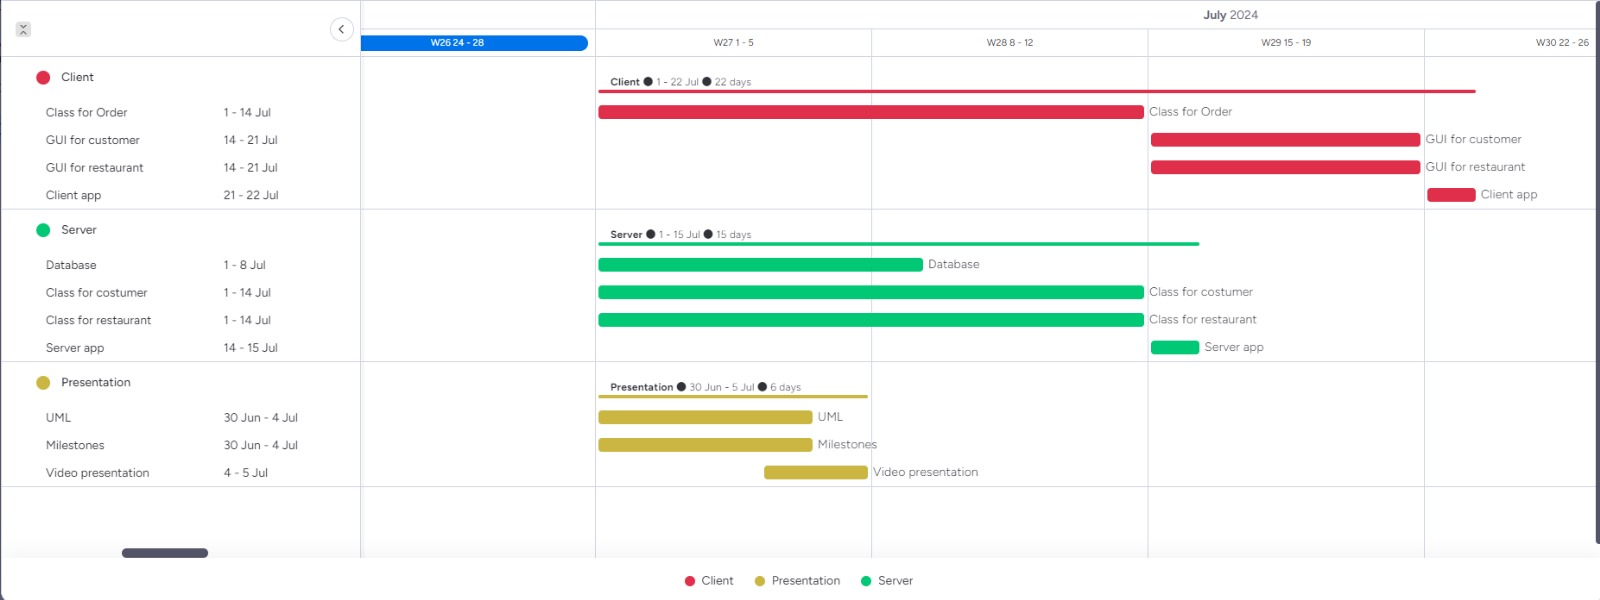 July 2024
W26 24 - 28
W27 1 - 5
W28 8 - 12
W29 15 - 19
W30 22 - 26
Client
Client ● 1 - 22 Jul ● 22 days
Class for Order 1 - 14 Jul Class for Order
GUI for customer 14 - 21 Jul GUI for customer
GUI for restaurant 14 - 21 Jul GUI for restaurant
Client app 21 - 22 Jul Client app
Server
Server ● 1 - 15 Jul ● 15 days
Database 1 - 8 Jul Database
Class for costumer 1 - 14 Jul Class for costumer
Class for restaurant 1 - 14 Jul Class for restaurant
Server app 14 - 15 Jul Server app
Presentation
Presentation ● 30 Jun - 5 Jul ● 6 days
UML 30 Jun - 4 Jul UML
Milestones 30 Jun - 4 Jul Milestones
Video presentation 4 - 5 Jul Video presentation
Client Presentation Server